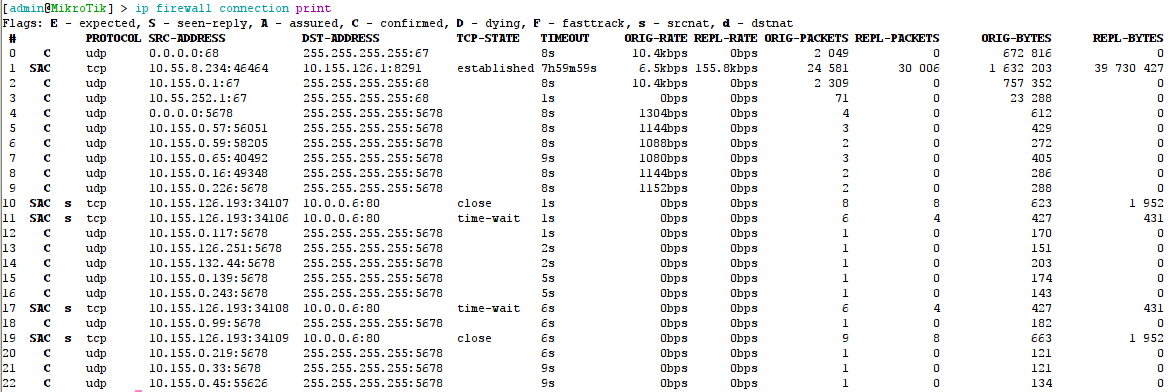 [admin@MikroTik] > ip firewall connection print
Flags: E - expected, S - seen-reply, A - assured, C - confirmed, D - dying, F - fasttrack, s - srcnat, d - dstnat
# PROTOCOL SRC-ADDRESS DST-ADDRESS TCP-STATE TIMEOUT ORIG-RATE REPL-RATE ORIG-PACKETS REPL-PACKETS ORIG-BYTES REPL-BYTES
0 C udp 0.0.0.0:68 255.255.255.255:67 8s 10.4kbps 0bps 2 049 0 672 816 0
1 SAC tcp 10.55.8.234:46464 10.155.126.1:8291 established 7h59m59s 6.5kbps 155.8kbps 24 581 30 006 1 632 203 39 730 427
2 C udp 10.155.0.1:67 255.255.255.255:68 8s 10.4kbps 0bps 2 309 0 757 352 0
3 C udp 10.55.252.1:67 255.255.255.255:68 1s 0bps 0bps 71 0 23 288 0
4 C udp 0.0.0.0:5678 255.255.255.255:5678 8s 1304bps 0bps 4 0 612 0
5 C udp 10.155.0.57:56051 255.255.255.255:5678 8s 1144bps 0bps 3 0 429 0
6 C udp 10.155.0.59:58205 255.255.255.255:5678 8s 1088bps 0bps 2 0 272 0
7 C udp 10.155.0.65:40492 255.255.255.255:5678 9s 1080bps 0bps 3 0 405 0
8 C udp 10.155.0.16:49348 255.255.255.255:5678 8s 1144bps 0bps 2 0 286 0
9 C udp 10.155.0.226:5678 255.255.255.255:5678 8s 1152bps 0bps 2 0 288 0
10 SAC s tcp 10.155.126.193:34107 10.0.0.6:80 close 1s 0bps 0bps 8 8 623 1 952
11 SAC s tcp 10.155.126.193:34106 10.0.0.6:80 time-wait 1s 0bps 0bps 6 4 427 431
12 C udp 10.155.0.117:5678 255.255.255.255:5678 1s 0bps 0bps 1 0 170 0
13 C udp 10.155.126.251:5678 255.255.255.255:5678 2s 0bps 0bps 1 0 151 0
14 C udp 10.155.132.44:5678 255.255.255.255:5678 2s 0bps 0bps 1 0 203 0
15 C udp 10.155.0.139:5678 255.255.255.255:5678 5s 0bps 0bps 1 0 174 0
16 C udp 10.155.0.243:5678 255.255.255.255:5678 5s 0bps 0bps 1 0 143 0
17 SAC s tcp 10.155.126.193:34108 10.0.0.6:80 time-wait 6s 0bps 0bps 6 4 427 431
18 C udp 10.155.0.99:5678 255.255.255.255:5678 6s 0bps 0bps 1 0 182 0
19 SAC s tcp 10.155.126.193:34109 10.0.0.6:80 close 6s 0bps 0bps 9 8 663 1 952
20 C udp 10.155.0.219:5678 255.255.255.255:5678 6s 0bps 0bps 1 0 121 0
21 C udp 10.155.0.33:5678 255.255.255.255:5678 9s 0bps 0bps 1 0 121 0
22 C udp 10.155.0.45:55626 255.255.255.255:5678 9s 0bps 0bps 1 0 134 0